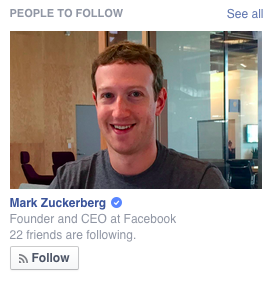 PEOPLE TO FOLLOW See all
Mark Zuckerberg
Founder and CEO at Facebook
22 friends are following.
Follow